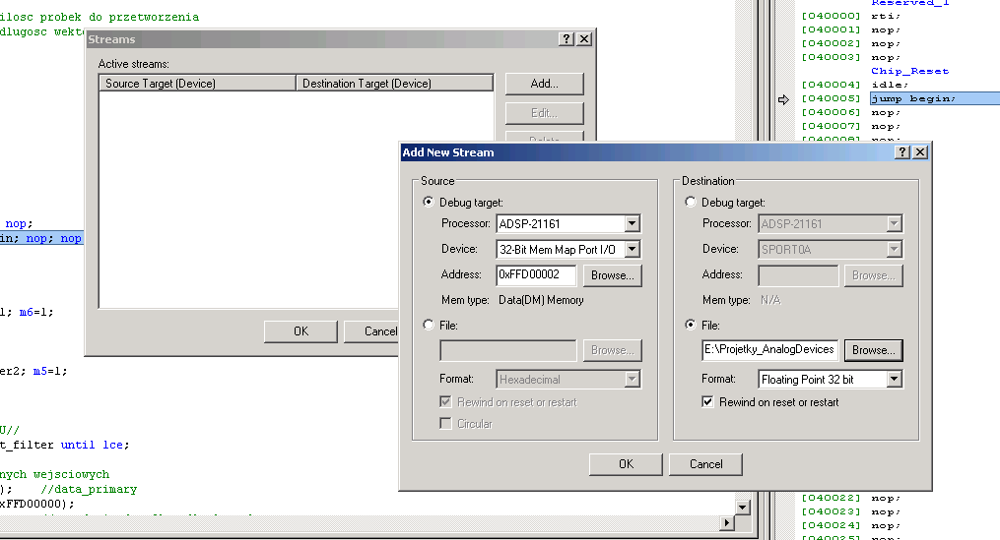 ilosc probek do przetworzenia
dlugosc wekto
Streams
Active streams:
Source Target (Device) Destination Target (Device)
Add...
Edit...
Delete
OK Cancel
nop;
in; nop; nop
l; m6=1;
er2; m5=1;
U//
t_filter until lce;
nych wejsciowych
); //data_primary
xFFD00000);
Add New Stream
Source
Debug target:
Processor: ADSP-21161
Device: 32-Bit Mem Map Port I/O
Address: 0xFFD00002 Browse...
Mem type: Data(DM) Memory
File:
Browse...
Format: Hexadecimal
Rewind on reset or restart
Circular
Destination
Debug target:
Processor: ADSP-21161
Device: SPORT0A
Address: Browse...
Mem type: N/A
File:
E:\Projetky_AnalogDevices Browse...
Format: Floating Point 32 bit
Rewind on reset or restart
OK Cancel
Reserved_1
[040000] rti;
[040001] nop;
[040002] nop;
[040003] nop;
Chip_Reset
[040004] idle;
[040005] jump begin;
[040006] nop;
[040007] nop;
[040008] nop;
[040022] nop;
[040023] nop;
[040024] nop;
[040025] nop;